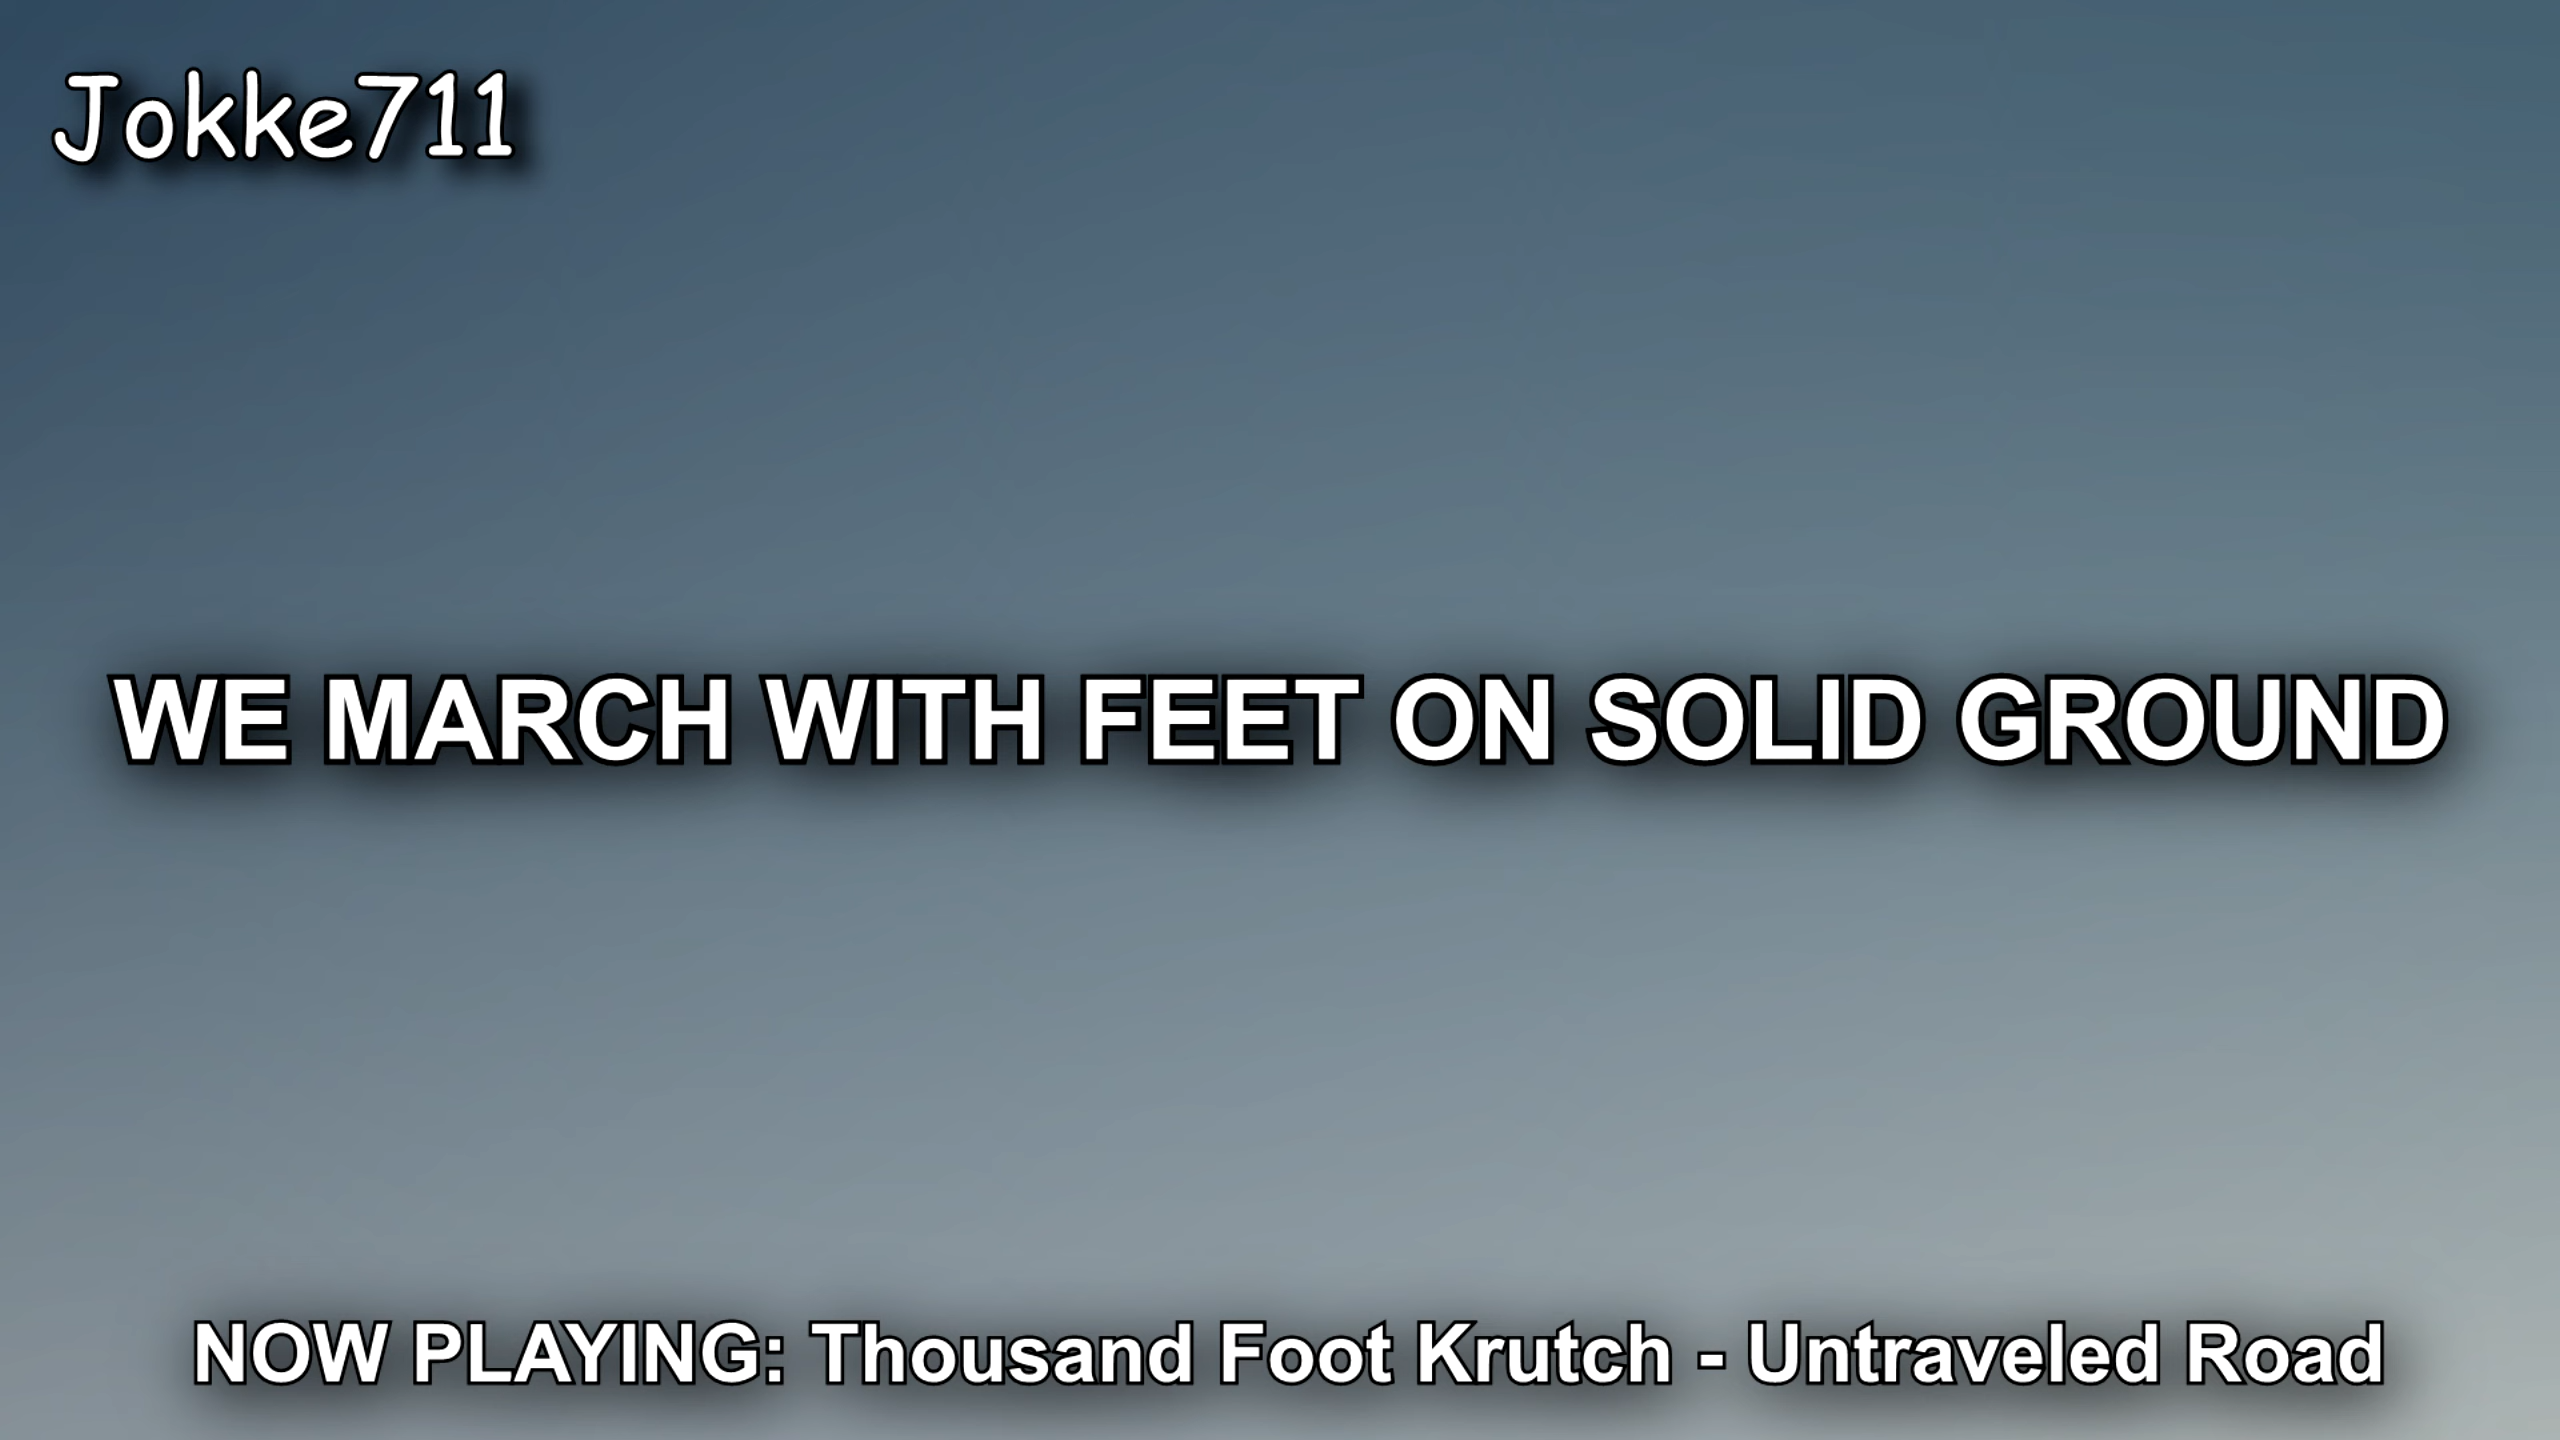 Jokke711
WE MARCH WITH FEET ON SOLID GROUND
NOW PLAYING: Thousand Foot Krutch - Untraveled Road